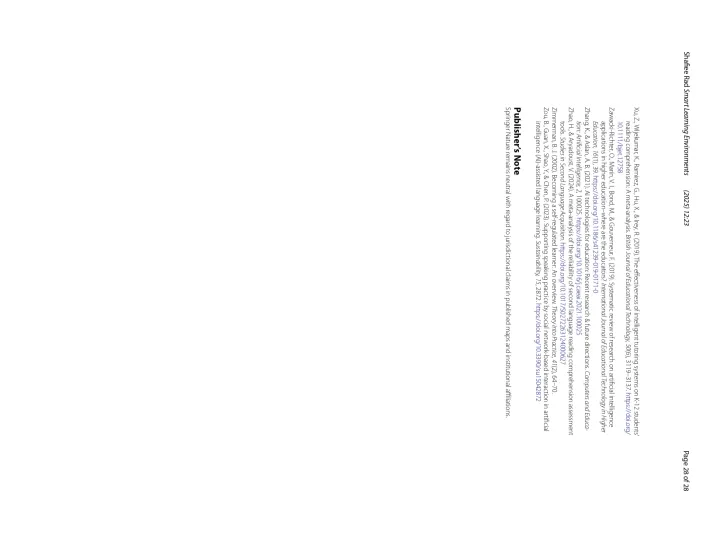 Shafiee Rad Smart Learning Environments (2025) 12:23 Page 28 of 28
Xu, Z., Wijekumar, K., Ramirez, G., Hu, X., & Irey, R. (2019). The effectiveness of intelligent tutoring systems on K-12 students'
reading comprehension: A meta-analysis. British Journal of Educational Technology, 50(6), 3119–3137. https://doi.org/
10.1111/bjet.12758
Zawacki-Richter, O., Marín, V. I., Bond, M., & Gouverneur, F. (2019). Systematic review of research on artificial intelligence
applications in higher education–where are the educators? International Journal of Educational Technology in Higher
Education, 16(1), 39. https://doi.org/10.1186/s41239-019-0171-0
Zhang, K., & Aslan, A. B. (2021). AI technologies for education: Recent research & future directions. Computers and Educa-
tion: Artificial Intelligence, 2, 100025. https://doi.org/10.1016/j.caeai.2021.100025
Zhao, H., & Aryadoust, V. (2024). A meta-analysis of the reliability of second language reading comprehension assessment
tools. Studies in Second Language Acquisition. https://doi.org/10.1017/S0272263124000627
Zimmerman, B. J. (2002). Becoming a self-regulated learner: An overview. Theory into Practice, 41(2), 64–70.
Zou, B., Guan, X., Shao, Y., & Chen, P. (2023). Supporting speaking practice by social network-based interaction in artificial
intelligence (AI)-assisted language learning. Sustainability, 15, 2872. https://doi.org/10.3390/su15042872
Publisher's Note
Springer Nature remains neutral with regard to jurisdictional claims in published maps and institutional affiliations.